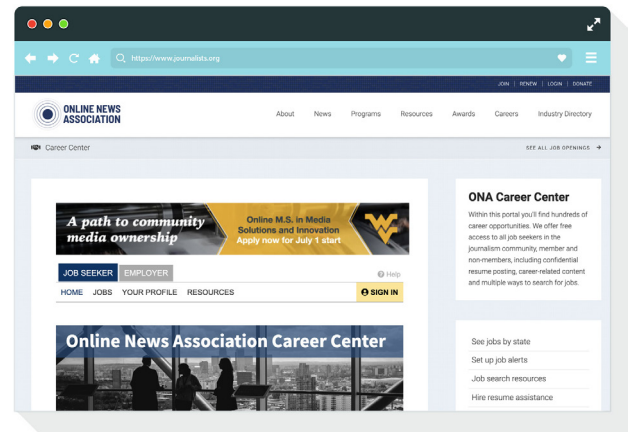 https://www.journalists.org
JOIN | RENEW | LOGIN | DONATE
ONLINE NEWS
ASSOCIATION
About News Programs Resources Awards Careers Industry Directory
Career Center
SEE ALL JOB OPENINGS →
A path to community
media ownership
Online M.S. in Media
Solutions and Innovation
Apply now for July 1 start
JOB SEEKER EMPLOYER
Help
HOME JOBS YOUR PROFILE RESOURCES
SIGN IN
Online News Association Career Center
ONA Career Center
Within this portal you'll find hundreds of
career opportunities. We offer free
access to all job seekers in the
journalism community, member and
non-members, including confidential
resume posting, career-related content
and multiple ways to search for jobs.
See jobs by state
Set up job alerts
Job search resources
Hire resume assistance